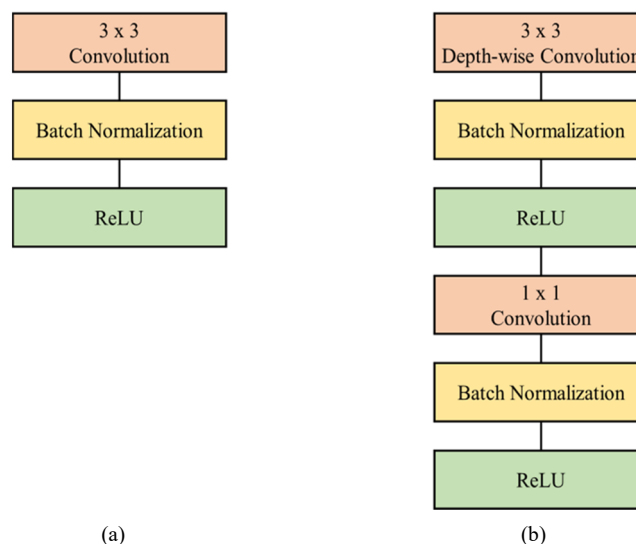 3 x 3
Convolution
Batch Normalization
ReLU
(a)
3 x 3
Depth-wise Convolution
Batch Normalization
ReLU
1 x 1
Convolution
Batch Normalization
ReLU
(b)